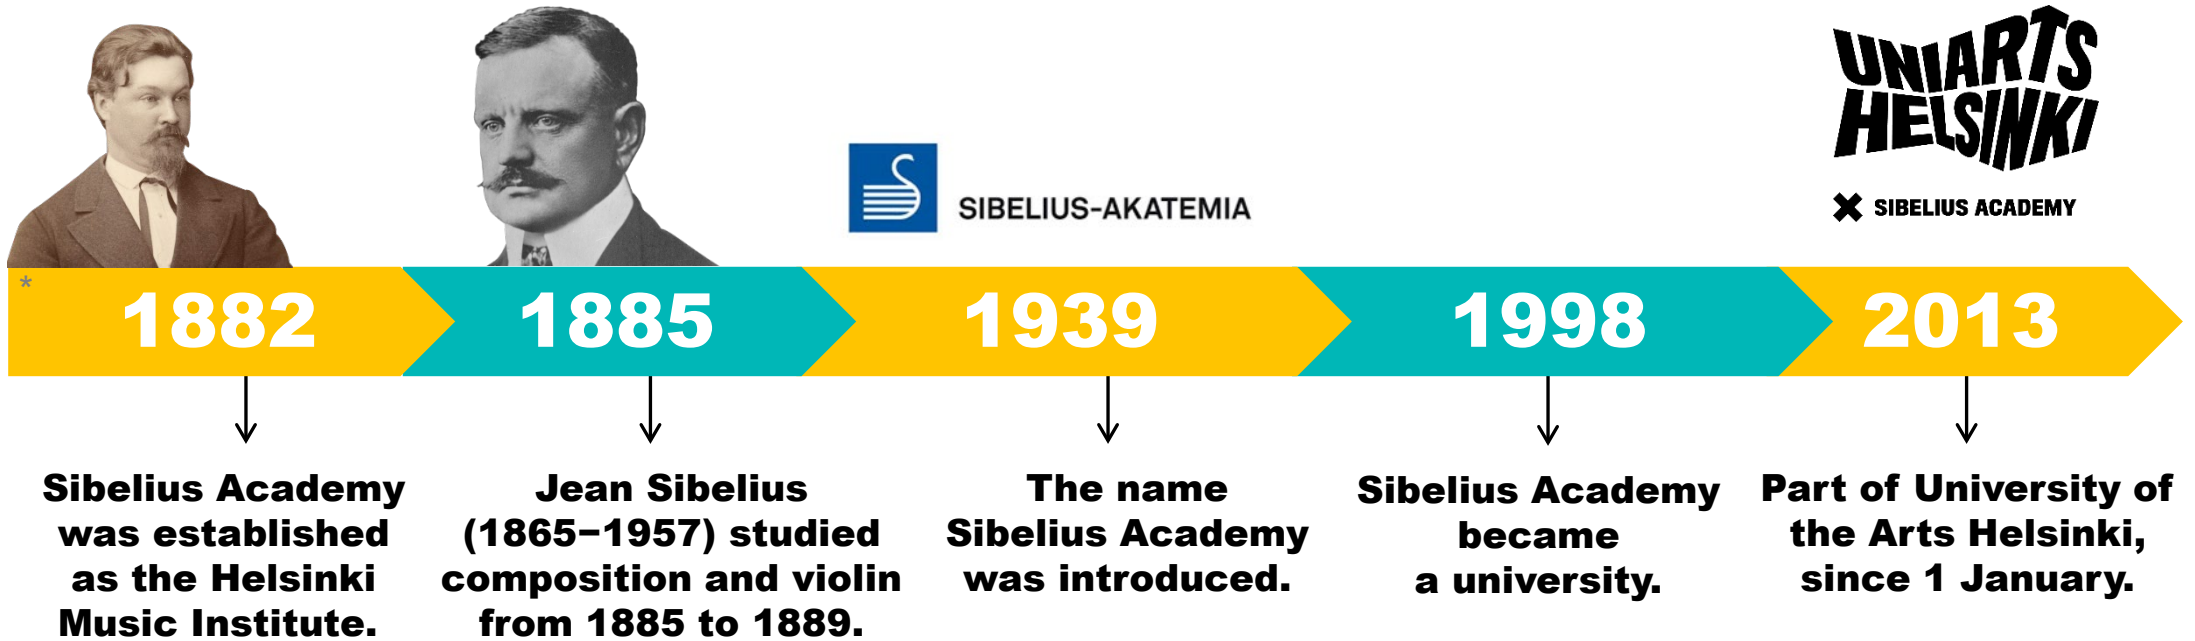 UNIARTS
HELSINKI
SIBELIUS ACADEMY
SIBELIUS-AKATEMIA
*
1882
1885
1939
1998
2013
Sibelius Academy
was established
as the Helsinki
Music Institute.
Jean Sibelius
(1865–1957) studied
composition and violin
from 1885 to 1889.
The name
Sibelius Academy
was introduced.
Sibelius Academy
became
a university.
Part of University of
the Arts Helsinki,
since 1 January.